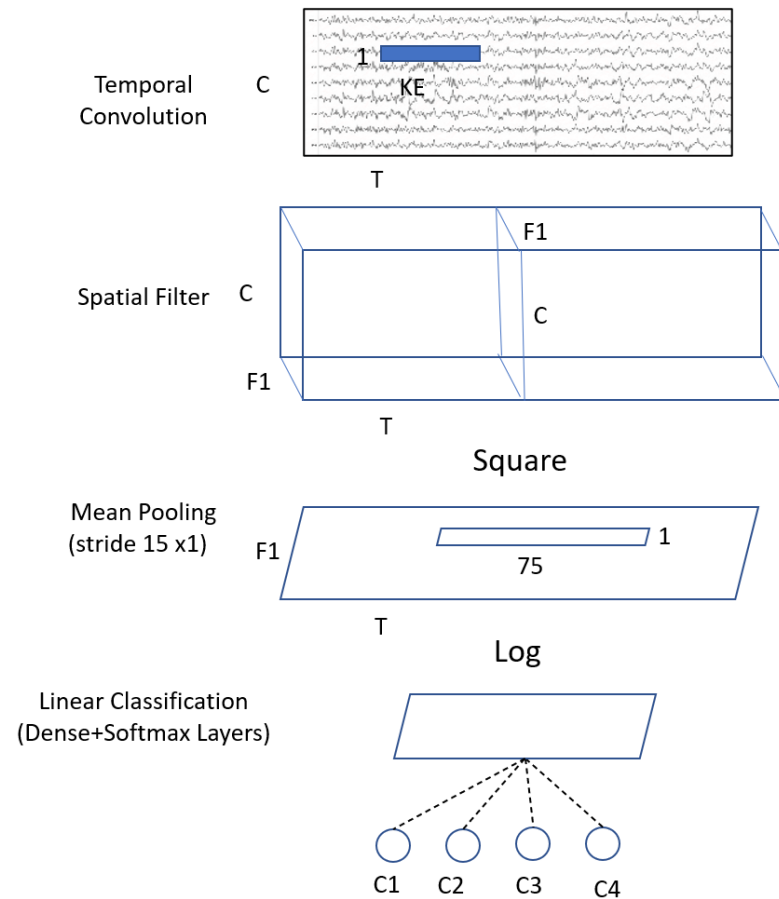 1
KE
Temporal
Convolution
C
T
F1
Spatial Filter
C
C
F1
T
Square
Mean Pooling
(stride 15 x1)
F1
1
75
T
Log
Linear Classification
(Dense+Softmax Layers)
C1
C2
C3
C4